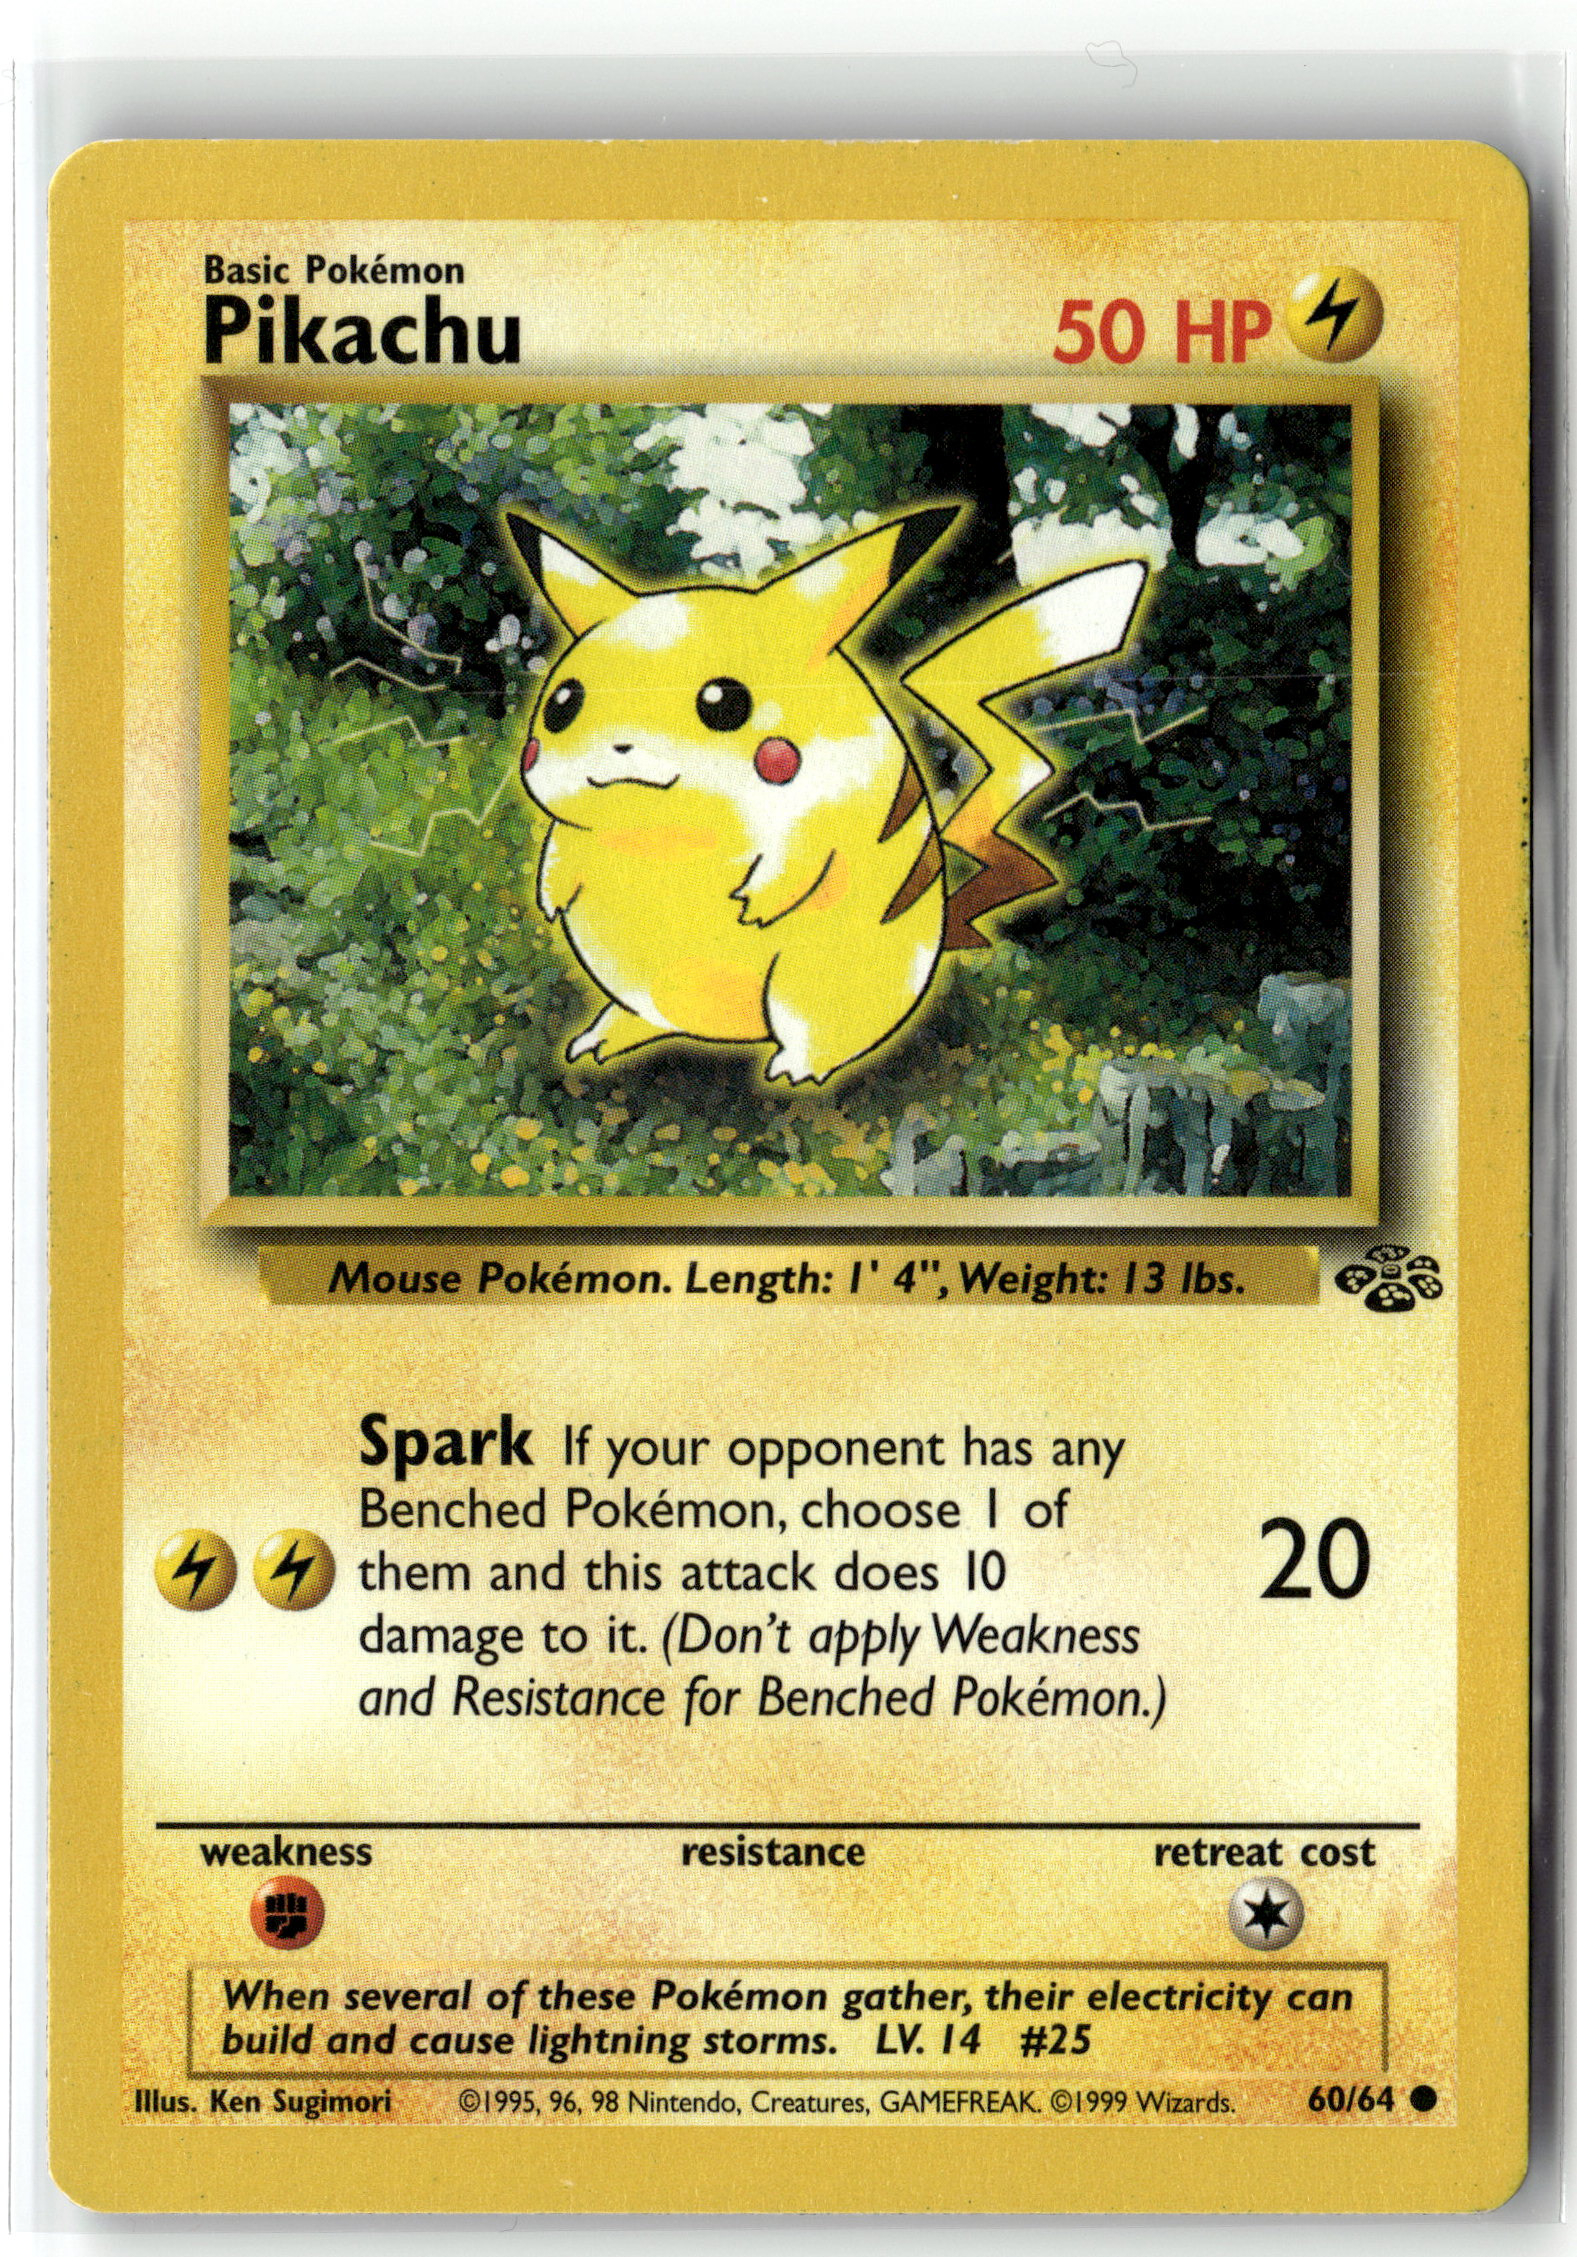 Basic Pokémon
Pikachu
50 HP
Mouse Pokémon. Length: 1' 4", Weight: 13 lbs.
Spark If your opponent has any
Benched Pokémon, choose 1 of
them and this attack does 10
damage to it. (Don't apply Weakness
and Resistance for Benched Pokémon.)
20
weakness resistance retreat cost
When several of these Pokémon gather, their electricity can
build and cause lightning storms. LV. 14 #25
Illus. Ken Sugimori ©1995, 96, 98 Nintendo, Creatures, GAMEFREAK. ©1999 Wizards. 60/64